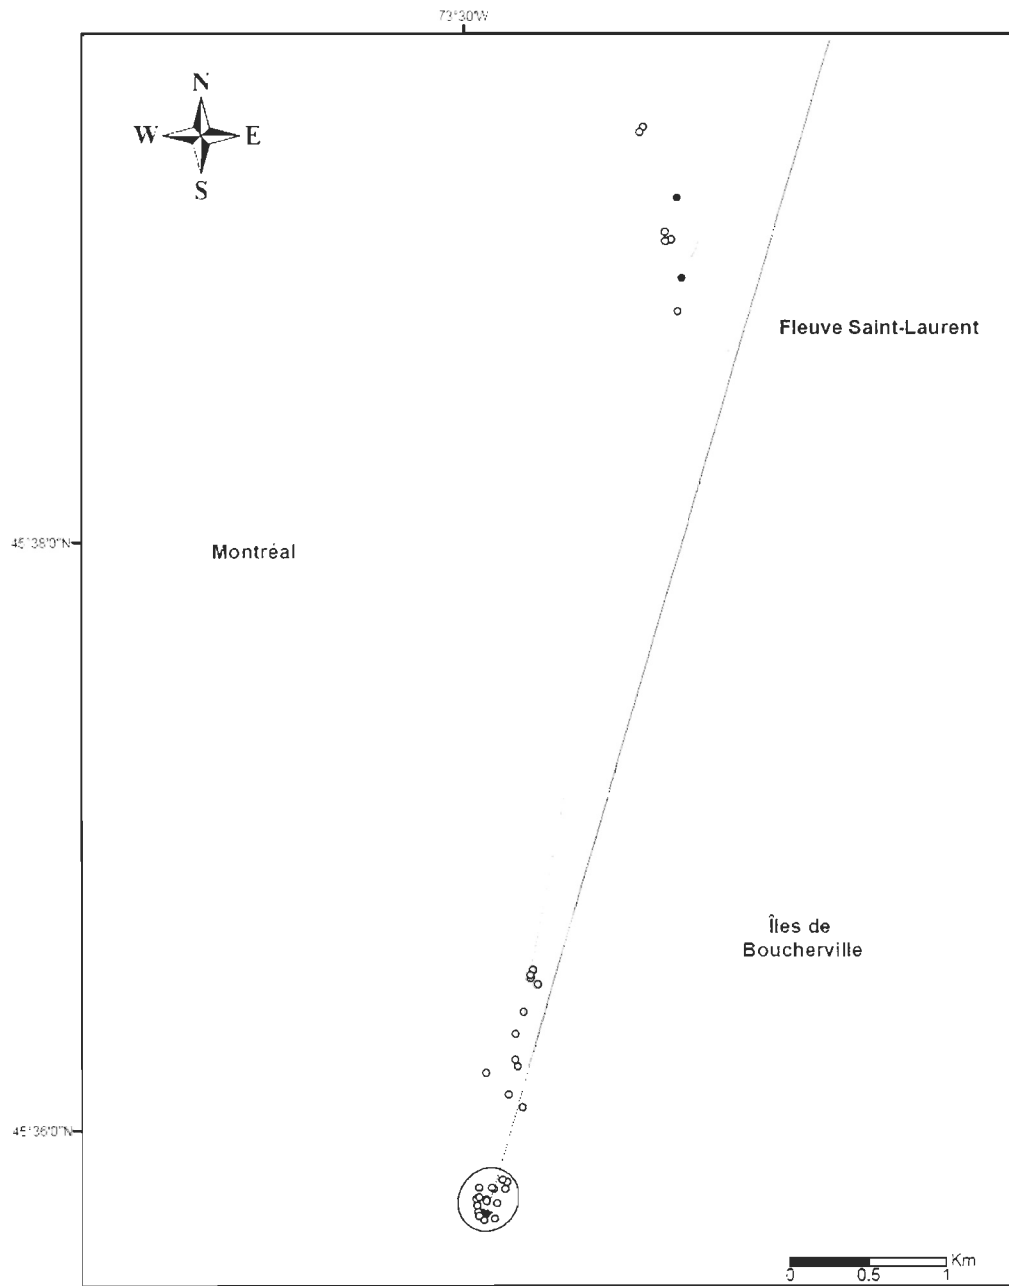 73°30'W
N
W E
S
Fleuve Saint-Laurent
45°38'0"N
Montréal
Îles de
Boucherville
45°36'0"N
Km
0 0.5 1